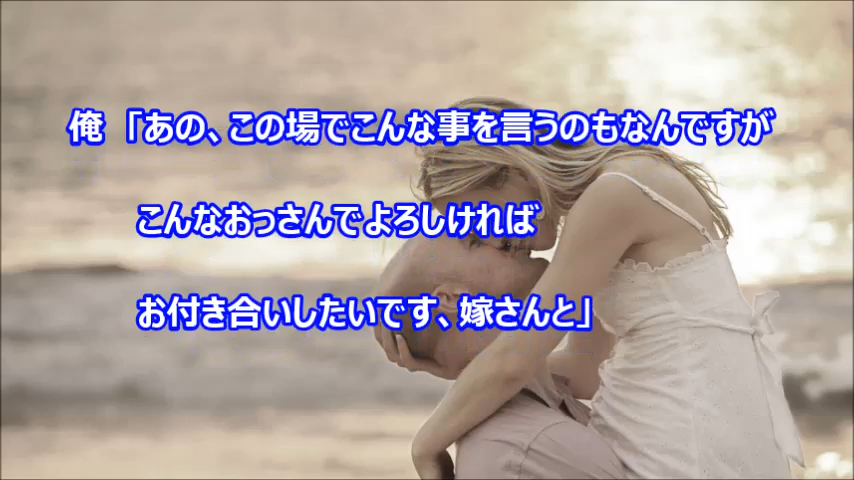 俺 「あの、この場でこんな事を言うのもなんですが
こんなおっさんでよろしければ
お付き合いしたいです、嫁さんと」